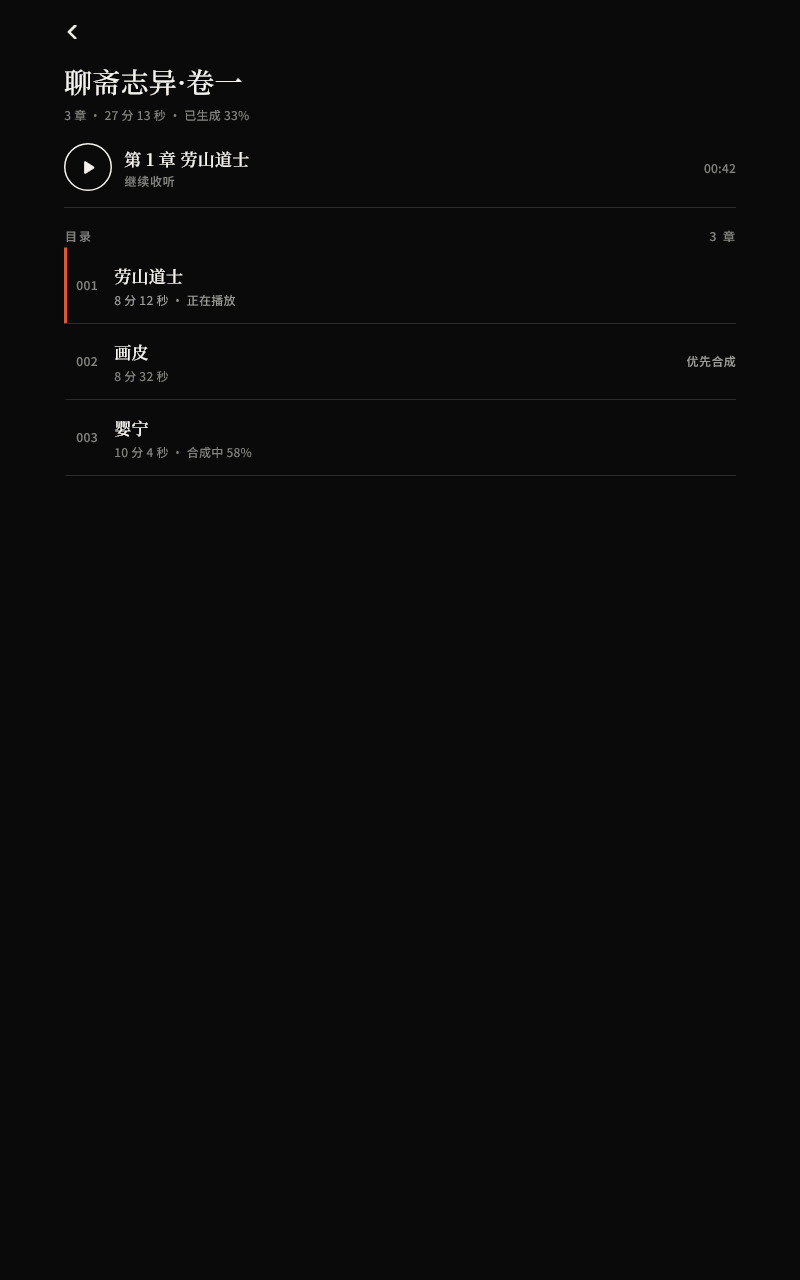 聊斋志异·卷一
3 章 · 27 分 13 秒 · 已生成 33%
第 1 章 劳山道士
继续收听
00:42
目录
3 章
001
劳山道士
8 分 12 秒 · 正在播放
002
画皮
8 分 32 秒
优先合成
003
婴宁
10 分 4 秒 · 合成中 58%